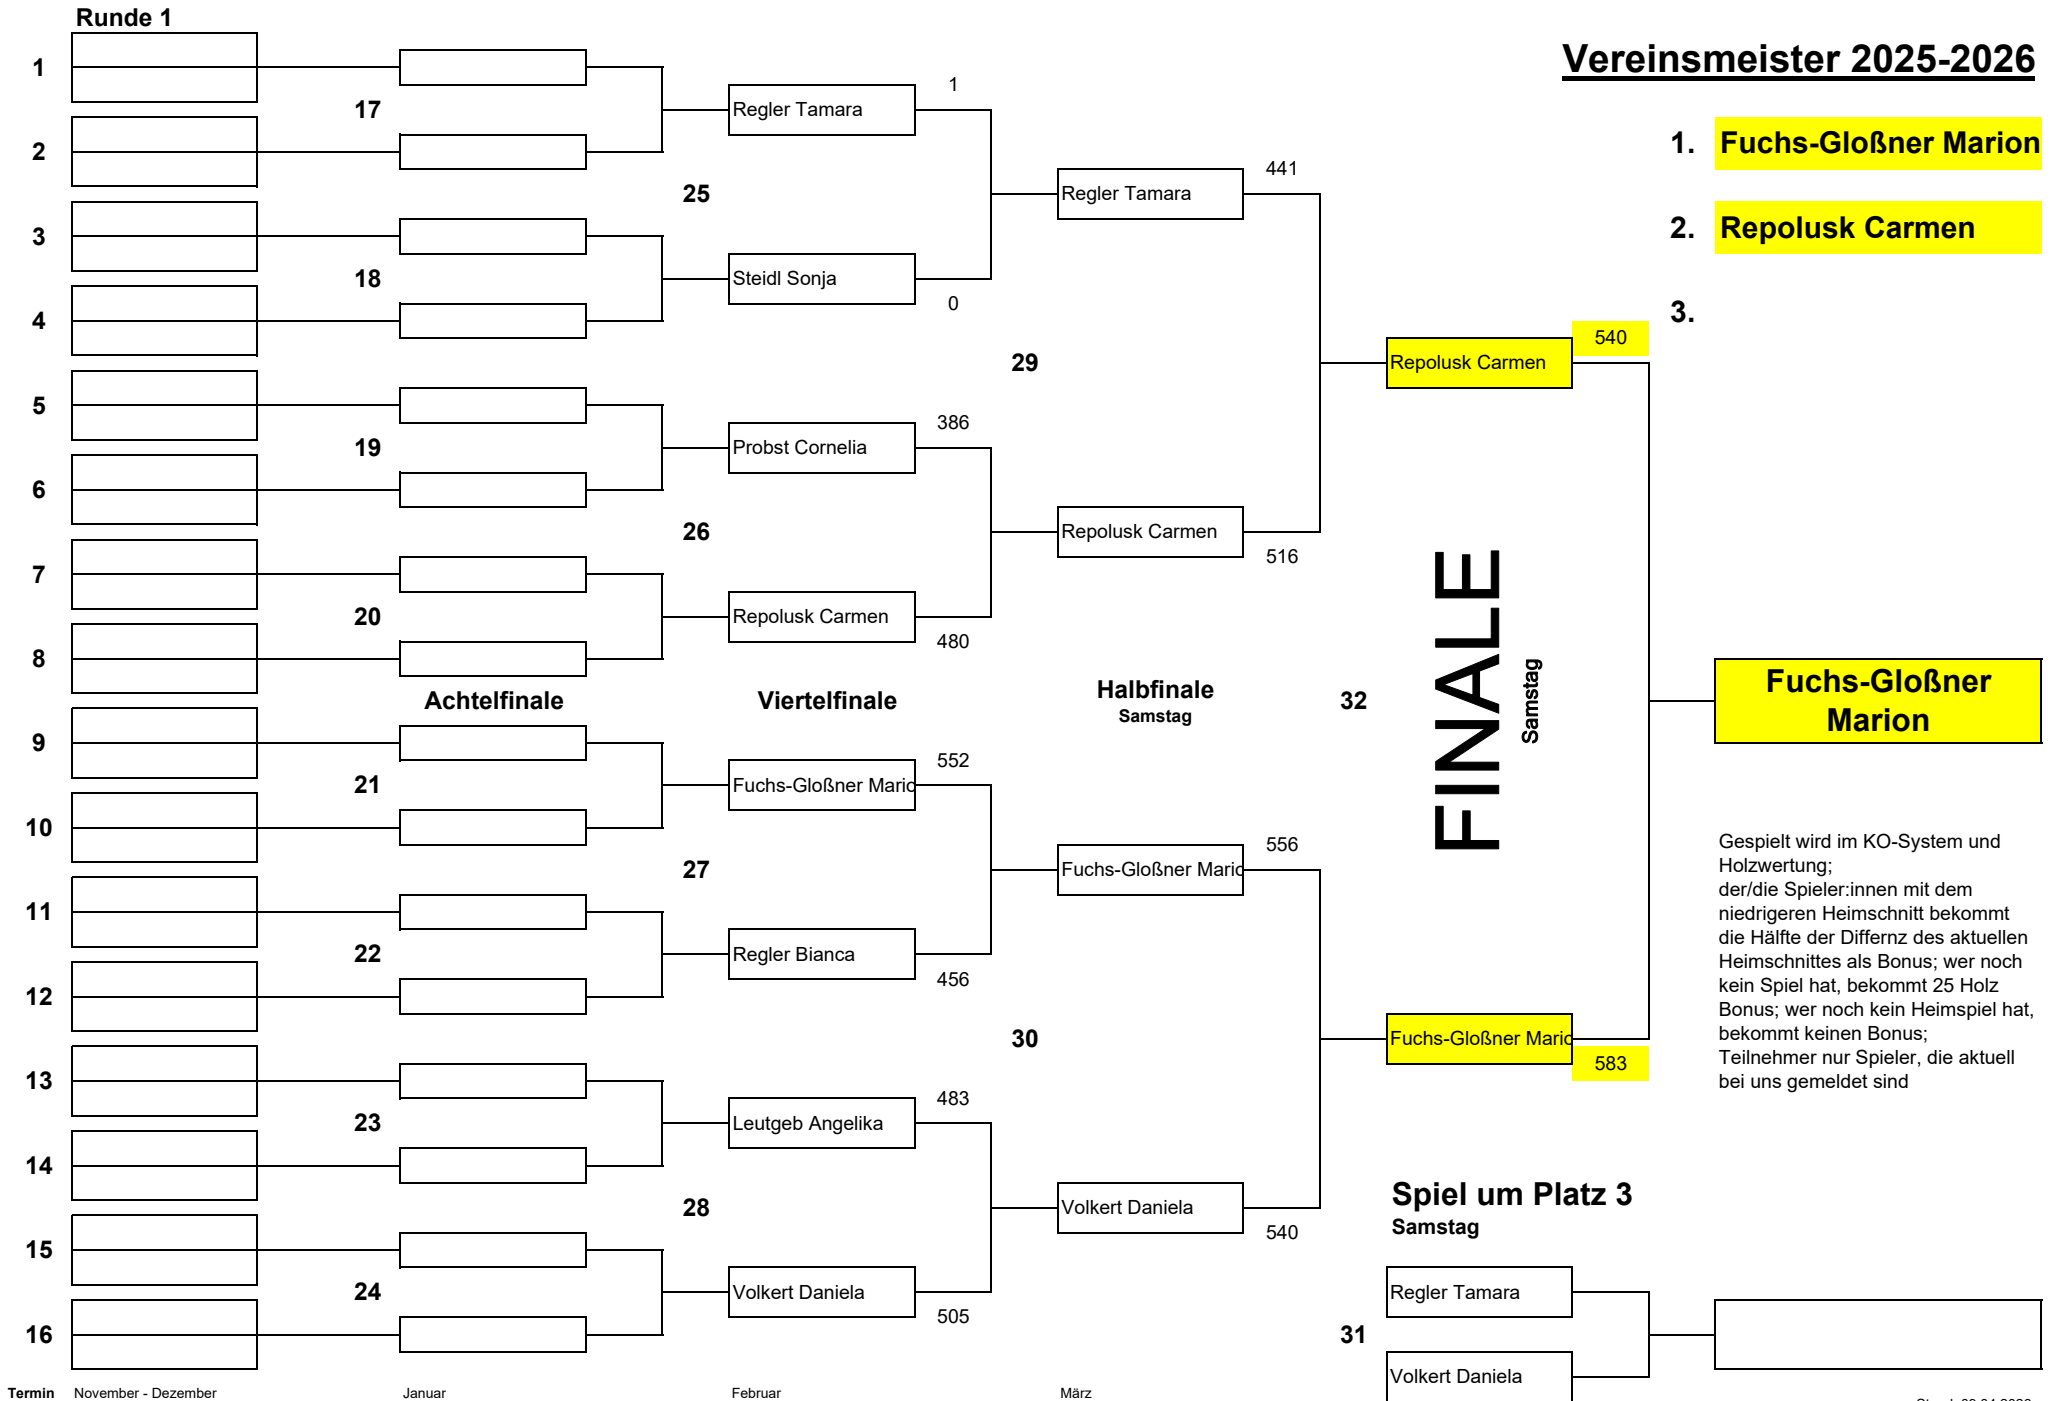 Runde 1
Vereinsmeister 2025-2026
1
2
3
4
5
6
7
8
9
10
11
12
13
14
15
16
17
18
19
20
21
22
23
24
Achtelfinale
Regler Tamara
1
25
Steidl Sonja
0
Probst Cornelia
386
26
Repolusk Carmen
480
Viertelfinale
Fuchs-Gloßner Mario
552
27
Regler Bianca
456
Leutgeb Angelika
483
28
Volkert Daniela
505
Regler Tamara
441
29
Repolusk Carmen
516
Halbfinale
Samstag
Fuchs-Gloßner Mario
556
30
Volkert Daniela
540
Repolusk Carmen
540
32
FINALE
Samstag
Fuchs-Gloßner Mario
583
Spiel um Platz 3
Samstag
Regler Tamara
31
Volkert Daniela
1. Fuchs-Gloßner Marion
2. Repolusk Carmen
3.
Fuchs-Gloßner
Marion
Gespielt wird im KO-System und
Holzwertung;
der/die Spieler:innen mit dem
niedrigeren Heimschnitt bekommt
die Hälfte der Differnz des aktuellen
Heimschnittes als Bonus; wer noch
kein Spiel hat, bekommt 25 Holz
Bonus; wer noch kein Heimspiel hat,
bekommt keinen Bonus;
Teilnehmer nur Spieler, die aktuell
bei uns gemeldet sind
Termin November - Dezember Januar Februar März